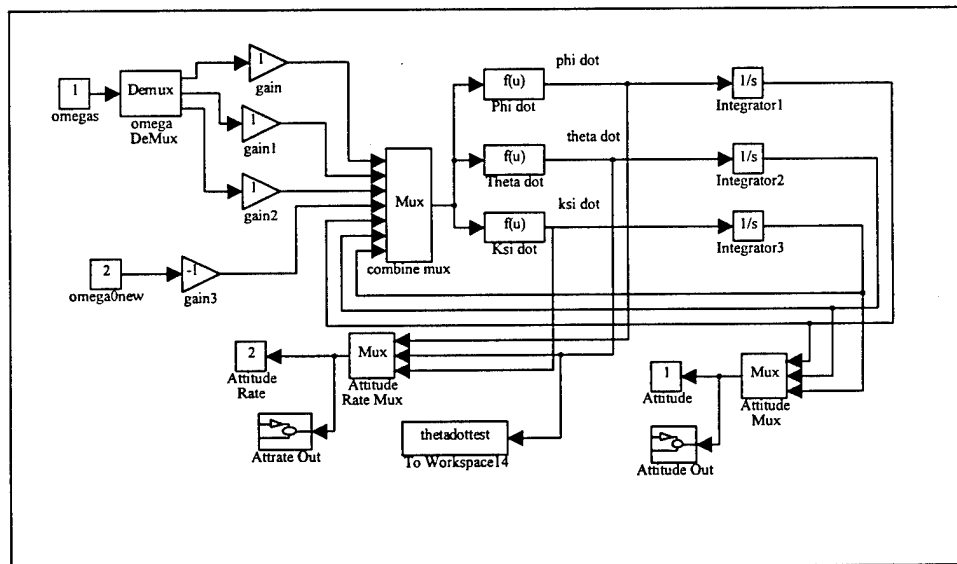 1
omegas
Demux
omega
DeMux
1
gain
1
gain1
1
gain2
2
omega0new
-1
gain3
Mux
combine mux
f(u)
Phi dot
phi dot
f(u)
Theta dot
theta dot
f(u)
Ksi dot
ksi dot
1/s
Integrator1
1/s
Integrator2
1/s
Integrator3
2
Attitude
Rate
Mux
Attitude
Rate Mux
Attrate Out
thetadottest
To Workspace14
1
Attitude
Mux
Attitude
Mux
Attitude Out